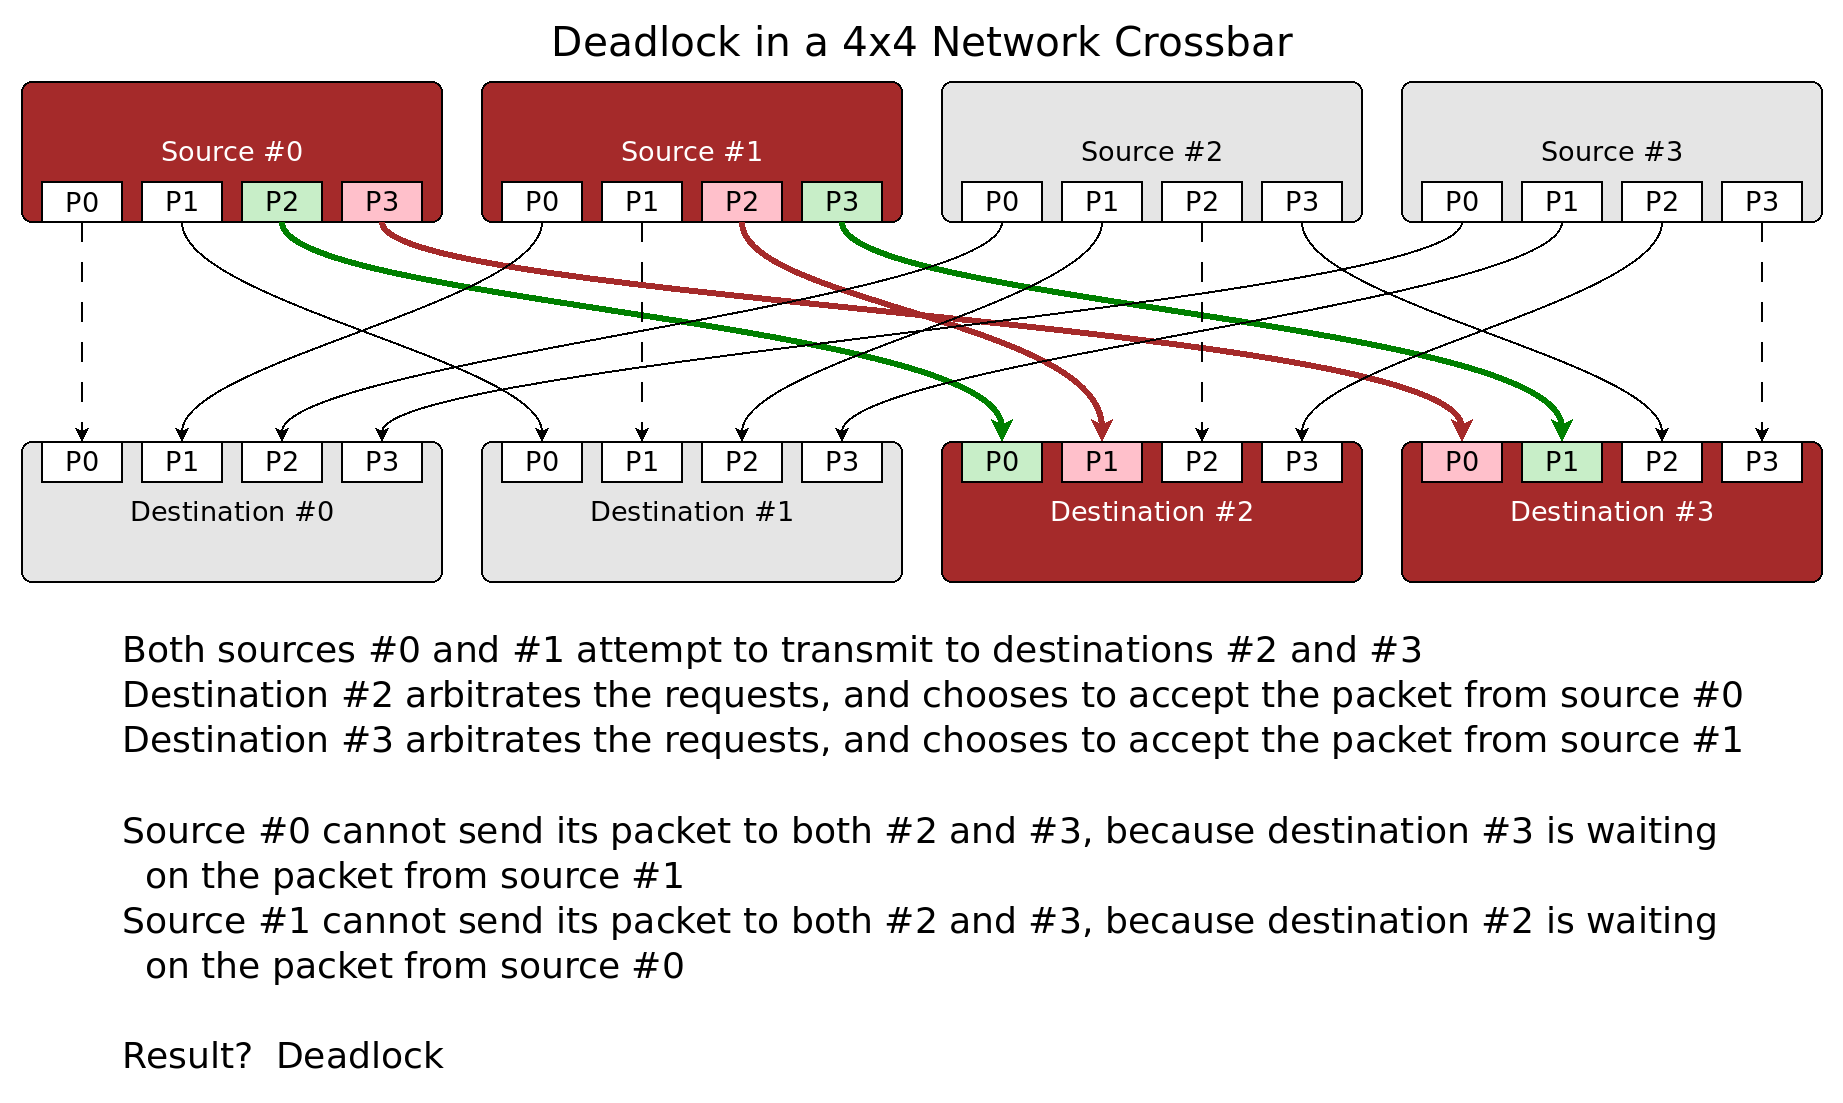 Deadlock in a 4x4 Network Crossbar
Source #0
P0 P1 P2 P3
Source #1
P0 P1 P2 P3
Source #2
P0 P1 P2 P3
Source #3
P0 P1 P2 P3
P0 P1 P2 P3
Destination #0
P0 P1 P2 P3
Destination #1
P0 P1 P2 P3
Destination #2
P0 P1 P2 P3
Destination #3
Both sources #0 and #1 attempt to transmit to destinations #2 and #3
Destination #2 arbitrates the requests, and chooses to accept the packet from source #0
Destination #3 arbitrates the requests, and chooses to accept the packet from source #1
Source #0 cannot send its packet to both #2 and #3, because destination #3 is waiting
on the packet from source #1
Source #1 cannot send its packet to both #2 and #3, because destination #2 is waiting
on the packet from source #0
Result? Deadlock